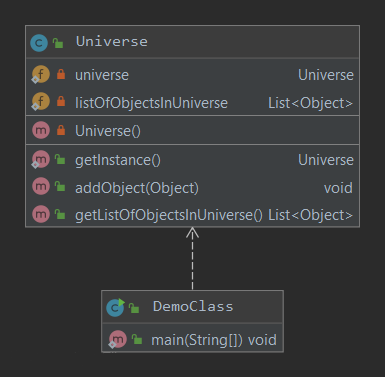 Universe
universe Universe
listOfObjectsInUniverse List<Object>
Universe()
getInstance() Universe
addObject(Object) void
getListOfObjectsInUniverse() List<Object>
DemoClass
main(String[]) void